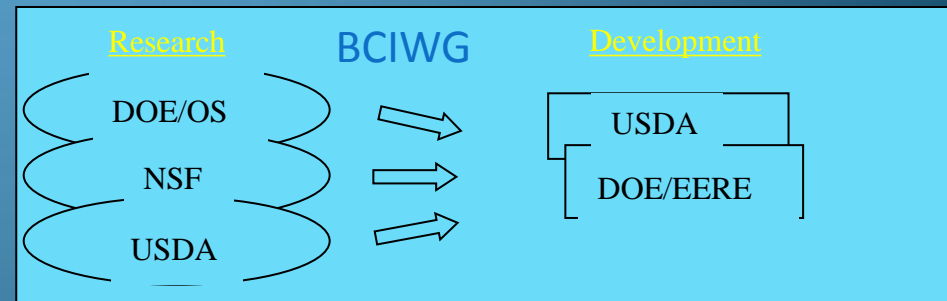 Research
BCIWG
Development
DOE/OS
NSF
USDA
USDA
DOE/EERE